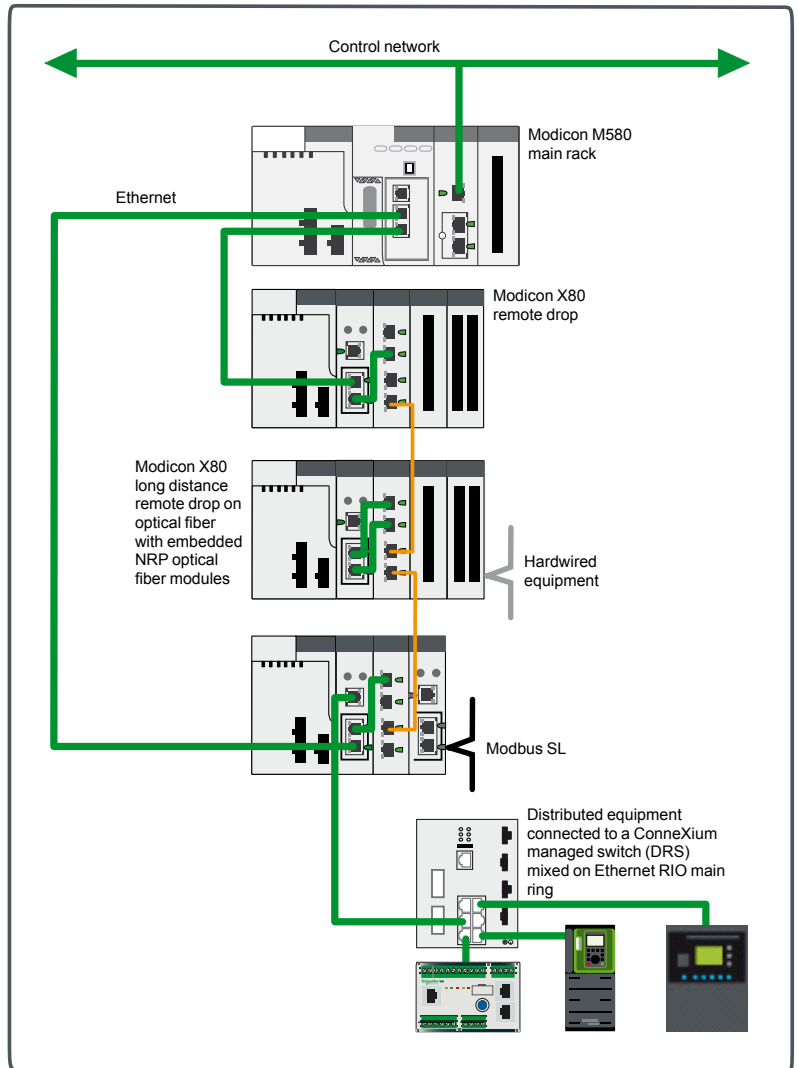 Control network
Modicon M580
main rack
Ethernet
Modicon X80
remote drop
Modicon X80
long distance
remote drop on
optical fiber
with embedded
NRP optical
fiber modules
Hardwired
equipment
Modbus SL
Distributed equipment
connected to a ConneXium
managed switch (DRS)
mixed on Ethernet RIO main
ring